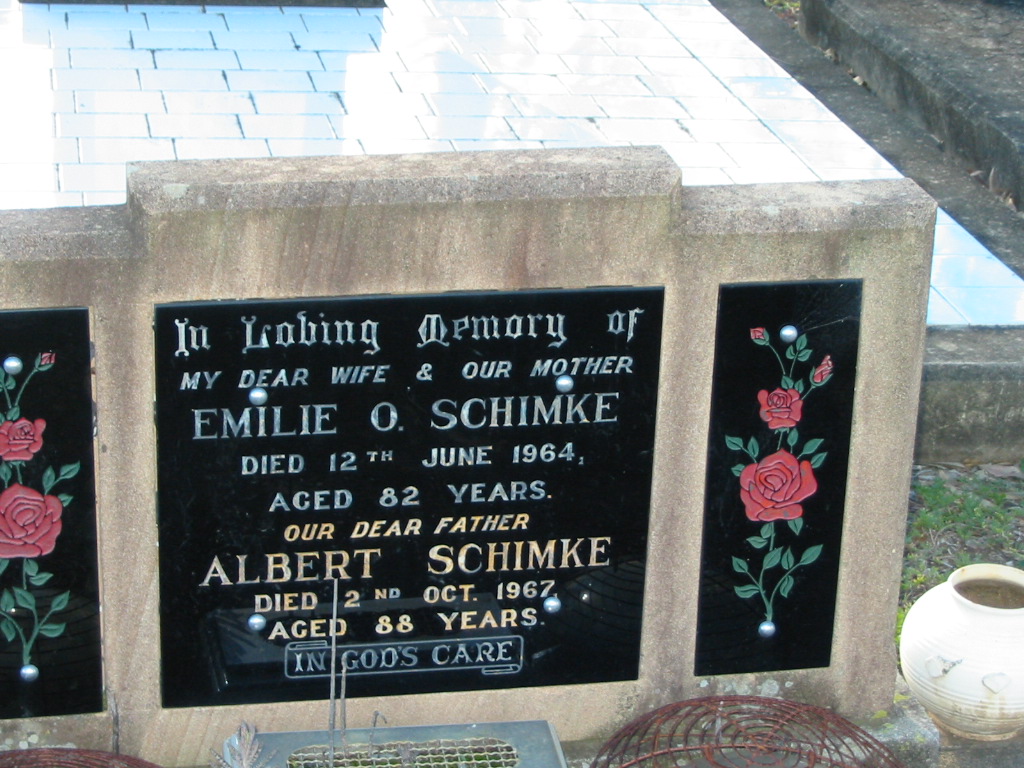 In Loving Memory of
MY DEAR WIFE & OUR MOTHER
EMILIE O. SCHIMKE
DIED 12TH JUNE 1964,
AGED 82 YEARS.
OUR DEAR FATHER
ALBERT SCHIMKE
DIED 2ND OCT. 1967,
AGED 88 YEARS.
IN GOD'S CARE